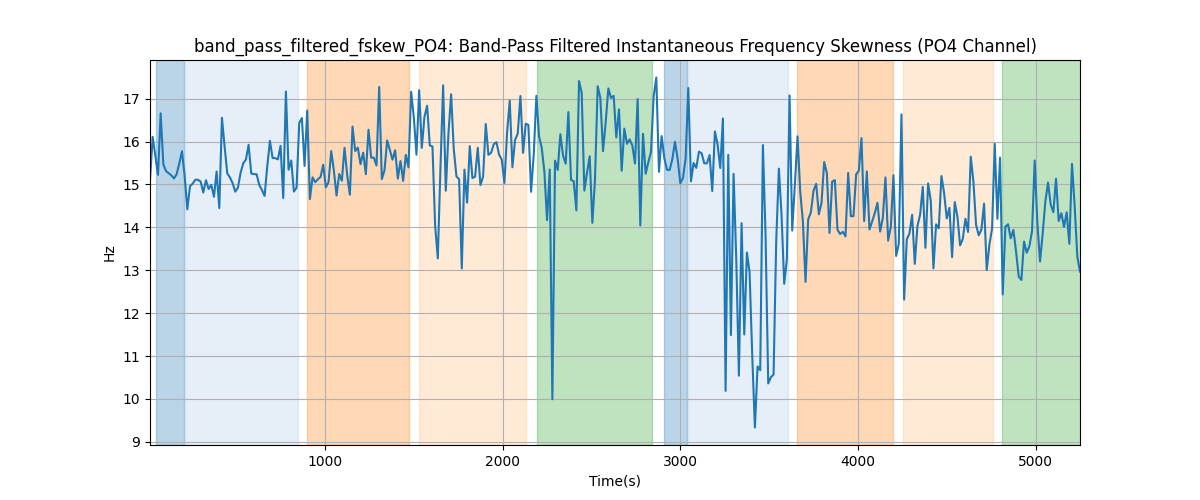 band_pass_filtered_fskew_PO4: Band-Pass Filtered Instantaneous Frequency Skewness (PO4 Channel)
17
16
15
14
13
12
11
10
9
Hz
1000 2000 3000 4000 5000
Time(s)